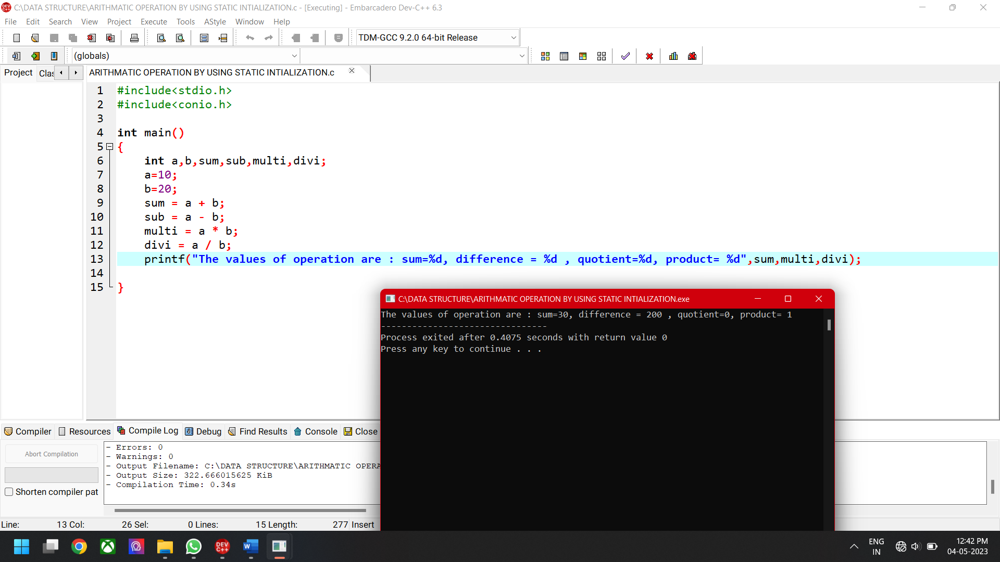 C:\DATA STRUCTURE\ARITHMATIC OPERATION BY USING STATIC INTIALIZATION.c - [Executing] - Embarcadero Dev-C++ 6.3
File Edit Search View Project Execute Tools AStyle Window Help
TDM-GCC 9.2.0 64-bit Release
(globals)
Project Clas ARITHMATIC OPERATION BY USING STATIC INTIALIZATION.c
1 #include<stdio.h>
2 #include<conio.h>
3
4 int main()
5 {
6 int a,b,sum,sub,multi,divi;
7 a=10;
8 b=20;
9 sum = a + b;
10 sub = a - b;
11 multi = a * b;
12 divi = a / b;
13 printf("The values of operation are : sum=%d, difference = %d , quotient=%d, product= %d",sum,multi,divi);
14
15 }
C:\DATA STRUCTURE\ARITHMATIC OPERATION BY USING STATIC INTIALIZATION.exe
The values of operation are : sum=30, difference = 200 , quotient=0, product= 1
--------------------------------
Process exited after 0.4075 seconds with return value 0
Press any key to continue . . .
Compiler Resources Compile Log Debug Find Results Console Close
Abort Compilation
Shorten compiler pat
- Errors: 0
- Warnings: 0
- Output Filename: C:\DATA STRUCTURE\ARITHMATIC OPERA
- Output Size: 322.666015625 KiB
- Compilation Time: 0.34s
Line: 13 Col: 26 Sel: 0 Lines: 15 Length: 277 Insert
DEV C++
ENG
IN
12:42 PM
04-05-2023